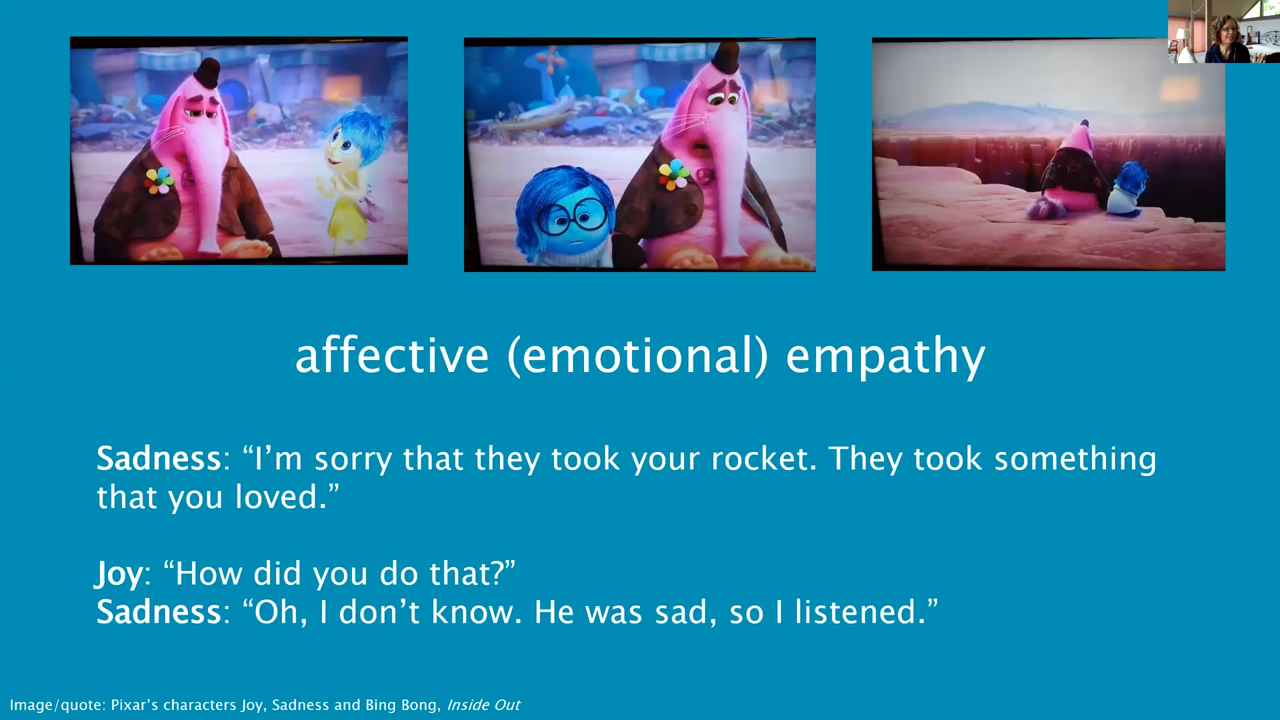 affective (emotional) empathy
Sadness: “I’m sorry that they took your rocket. They took something
that you loved.”
Joy: “How did you do that?”
Sadness: “Oh, I don’t know. He was sad, so I listened.”
Image/quote: Pixar’s characters Joy, Sadness and Bing Bong, Inside Out